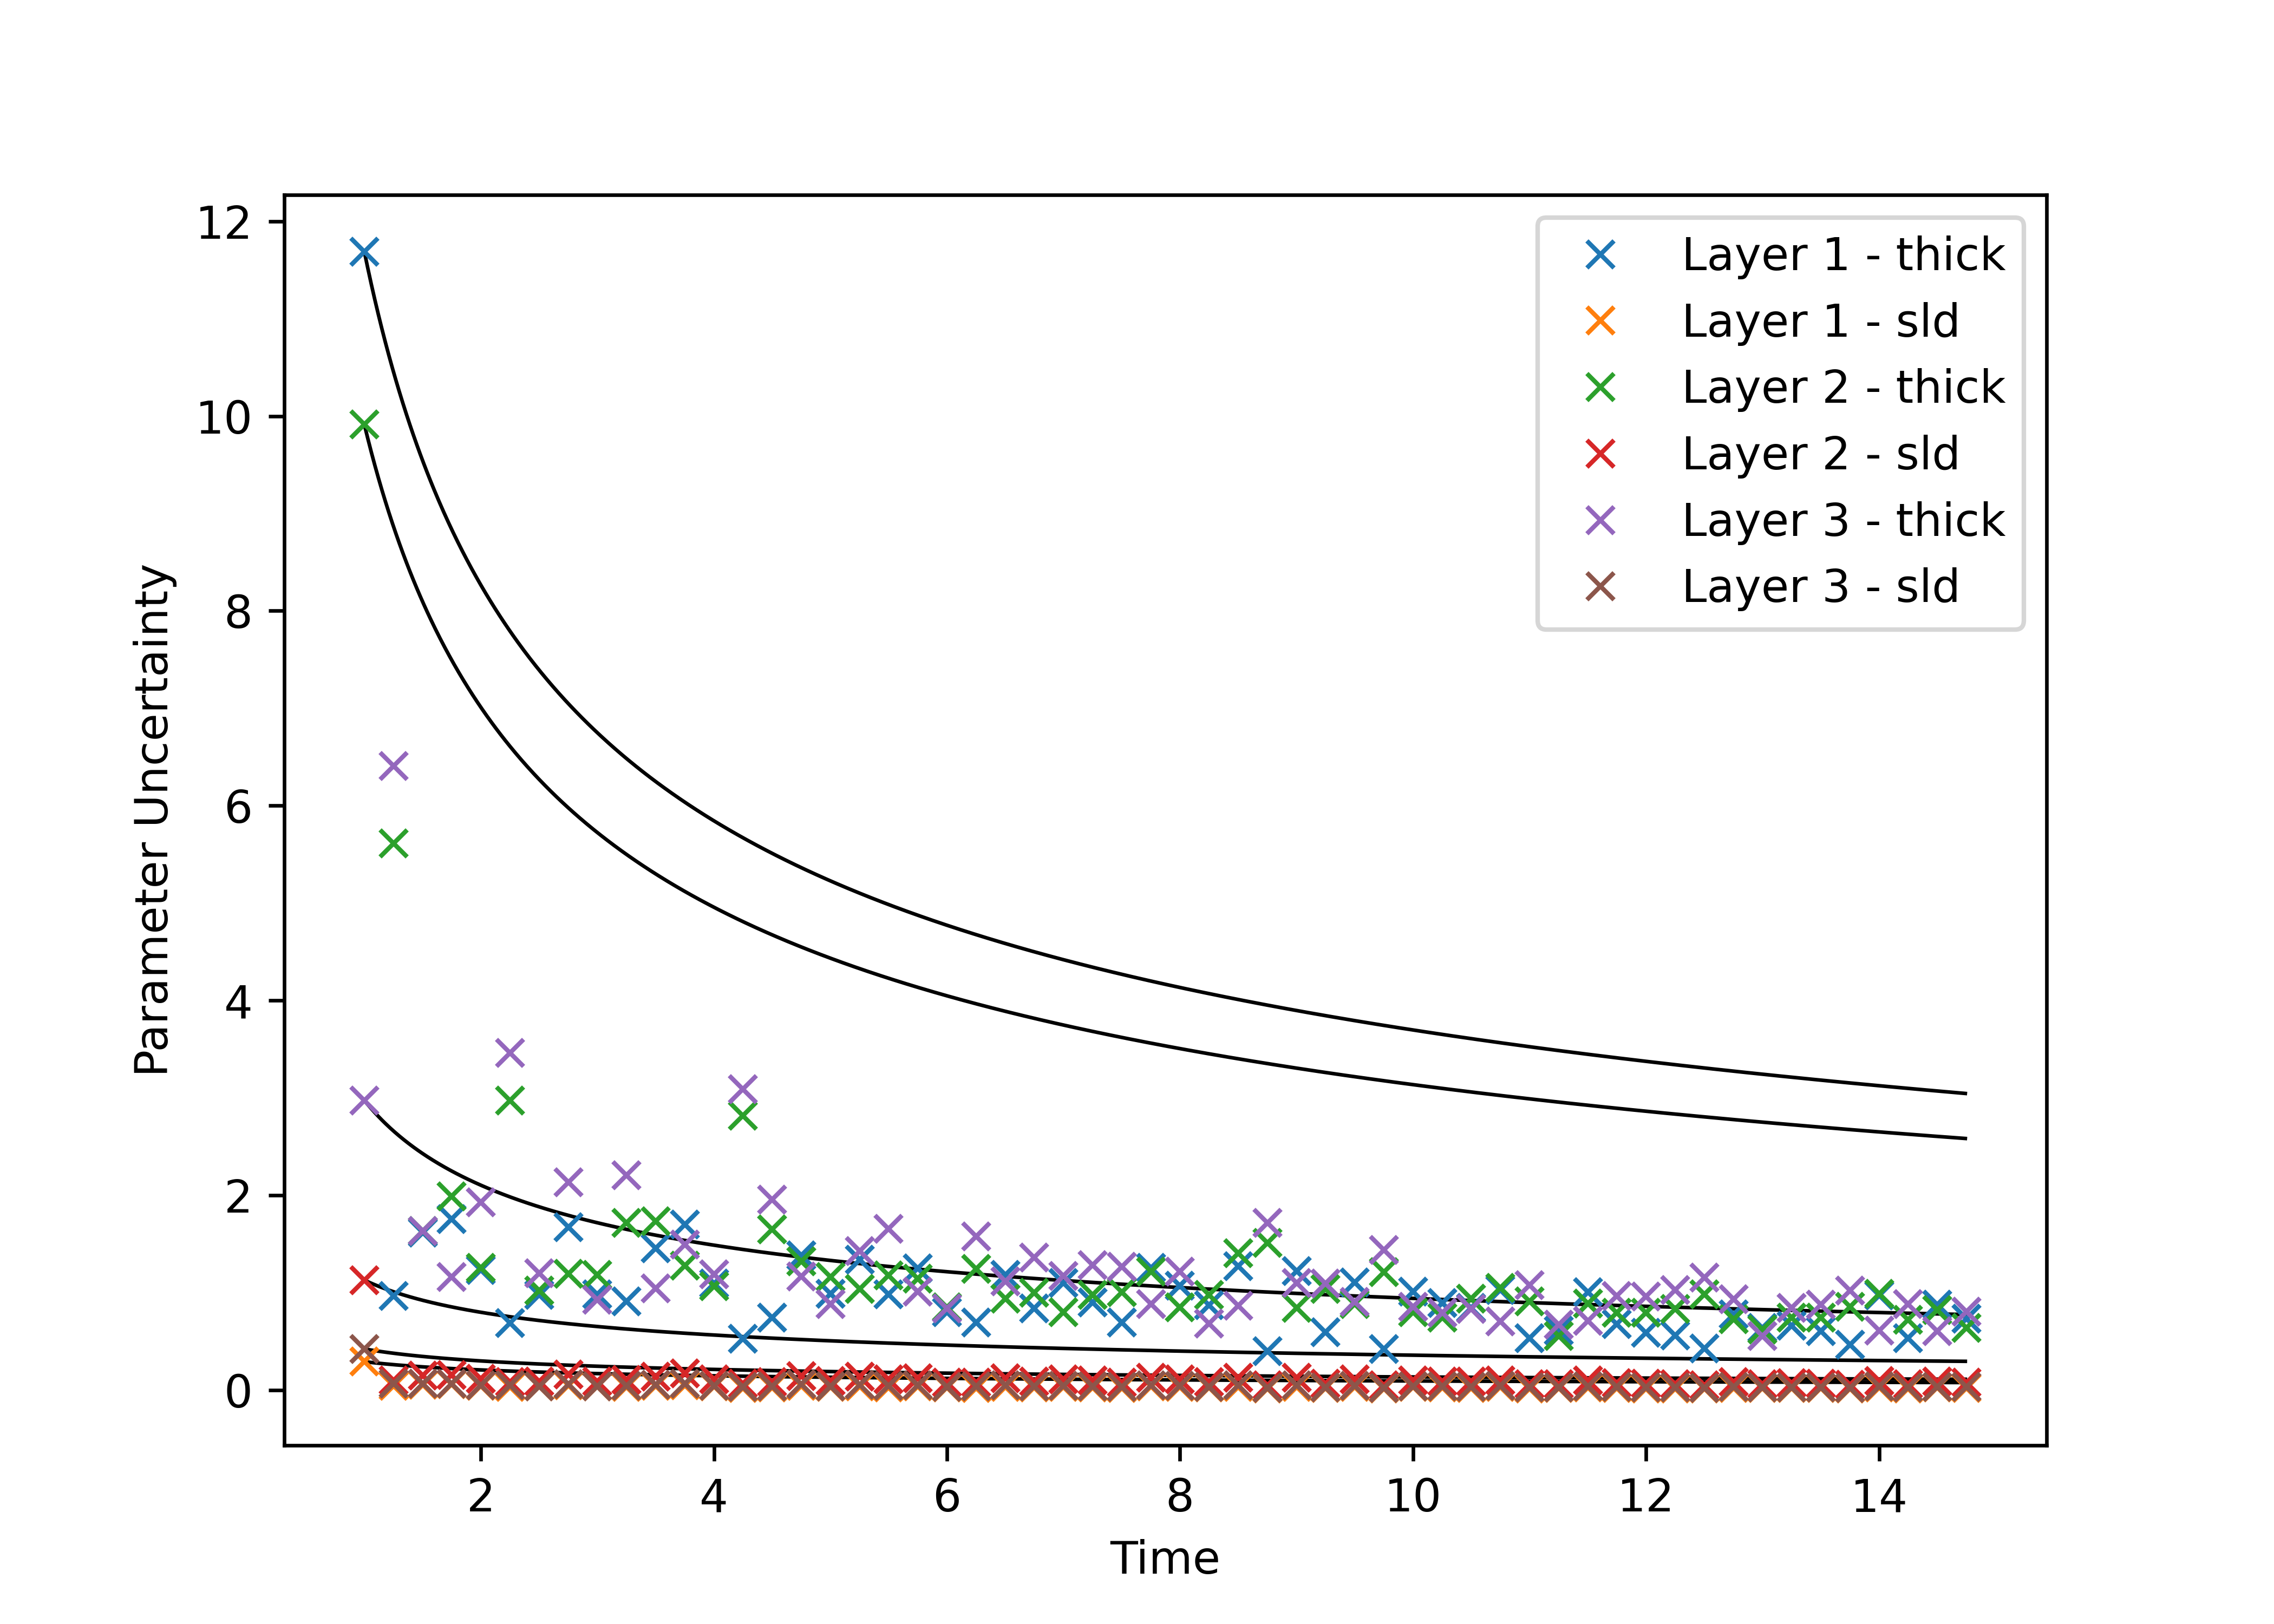 12
10
8
6
4
2
0
Parameter Uncertainty
Layer 1 - thick
Layer 1 - sld
Layer 2 - thick
Layer 2 - sld
Layer 3 - thick
Layer 3 - sld
2 4 6 8 10 12 14
Time